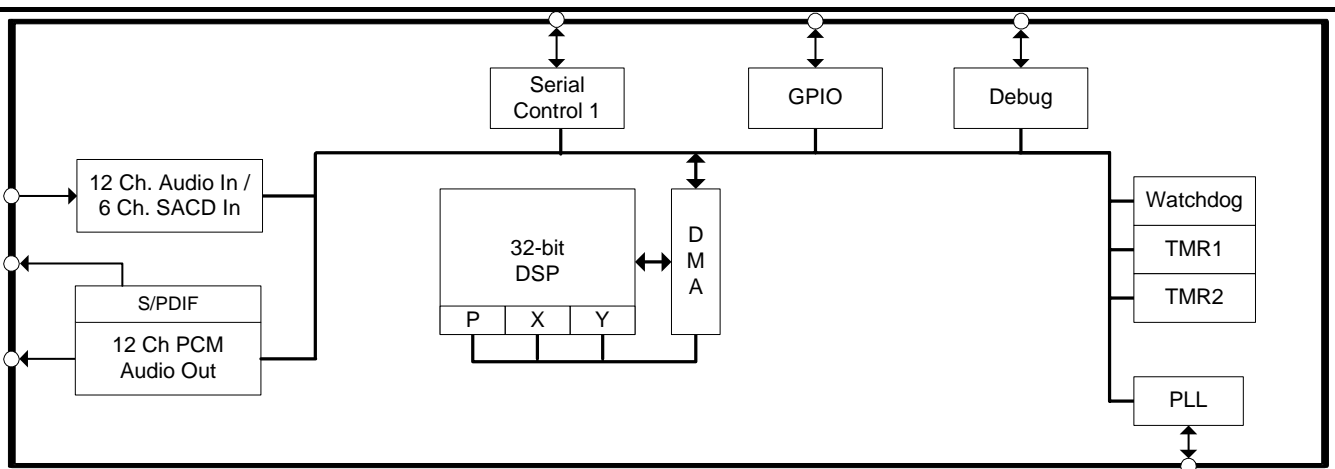 Serial
Control 1
GPIO
Debug
12 Ch. Audio In /
6 Ch. SACD In
S/PDIF
12 Ch PCM
Audio Out
32-bit
DSP
P X Y
D
M
A
Watchdog
TMR1
TMR2
PLL